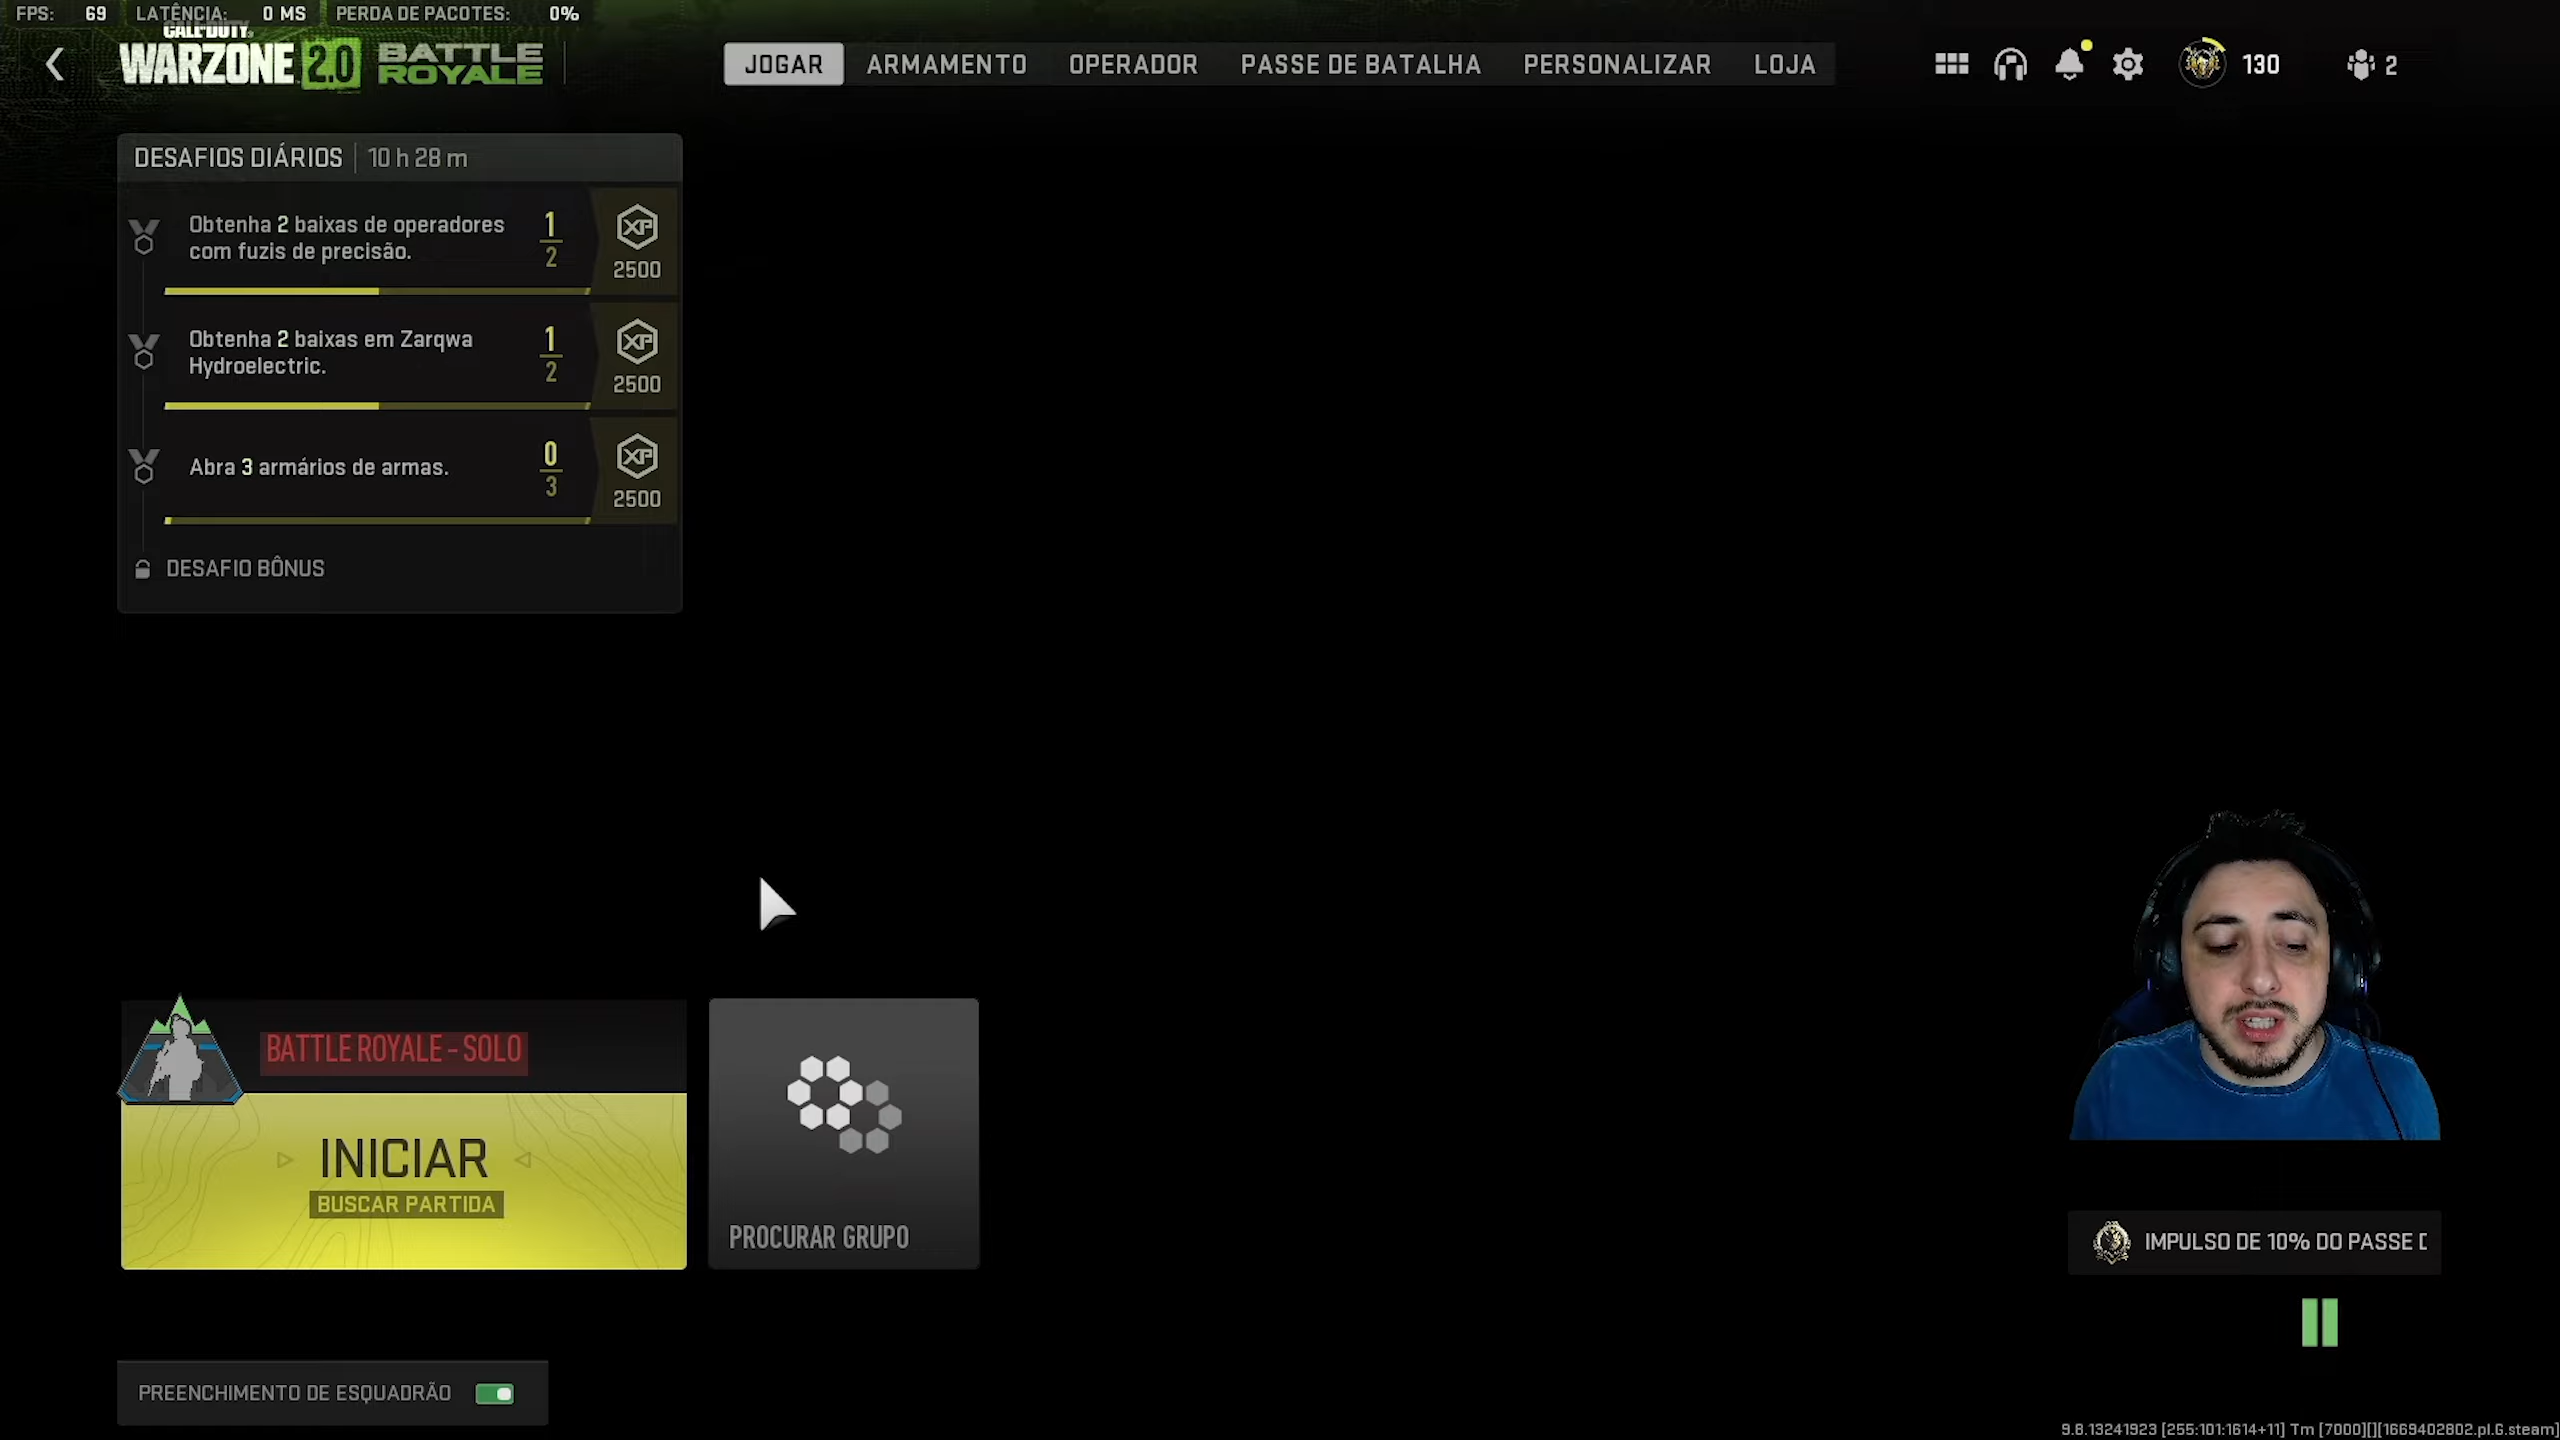 FPS: 69 LATÊNCIA: 0 MS PERDA DE PACOTES: 0%
CALL OF DUTY
WARZONE 2.0 BATTLE ROYALE
JOGAR ARMAMENTO OPERADOR PASSE DE BATALHA PERSONALIZAR LOJA
130
2
DESAFIOS DIÁRIOS 10 h 28 m
Obtenha 2 baixas de operadores
com fuzis de precisão.
1
2
XP
2500
Obtenha 2 baixas em Zarqwa
Hydroelectric.
1
2
XP
2500
Abra 3 armários de armas.
0
3
XP
2500
DESAFIO BÔNUS
BATTLE ROYALE - SOLO
INICIAR
BUSCAR PARTIDA
PROCURAR GRUPO
IMPULSO DE 10% DO PASSE D
PREENCHIMENTO DE ESQUADRÃO
9.8.13241923 [255:101:1614+11] Tm [7000][][1669402802.pl.G.steam]